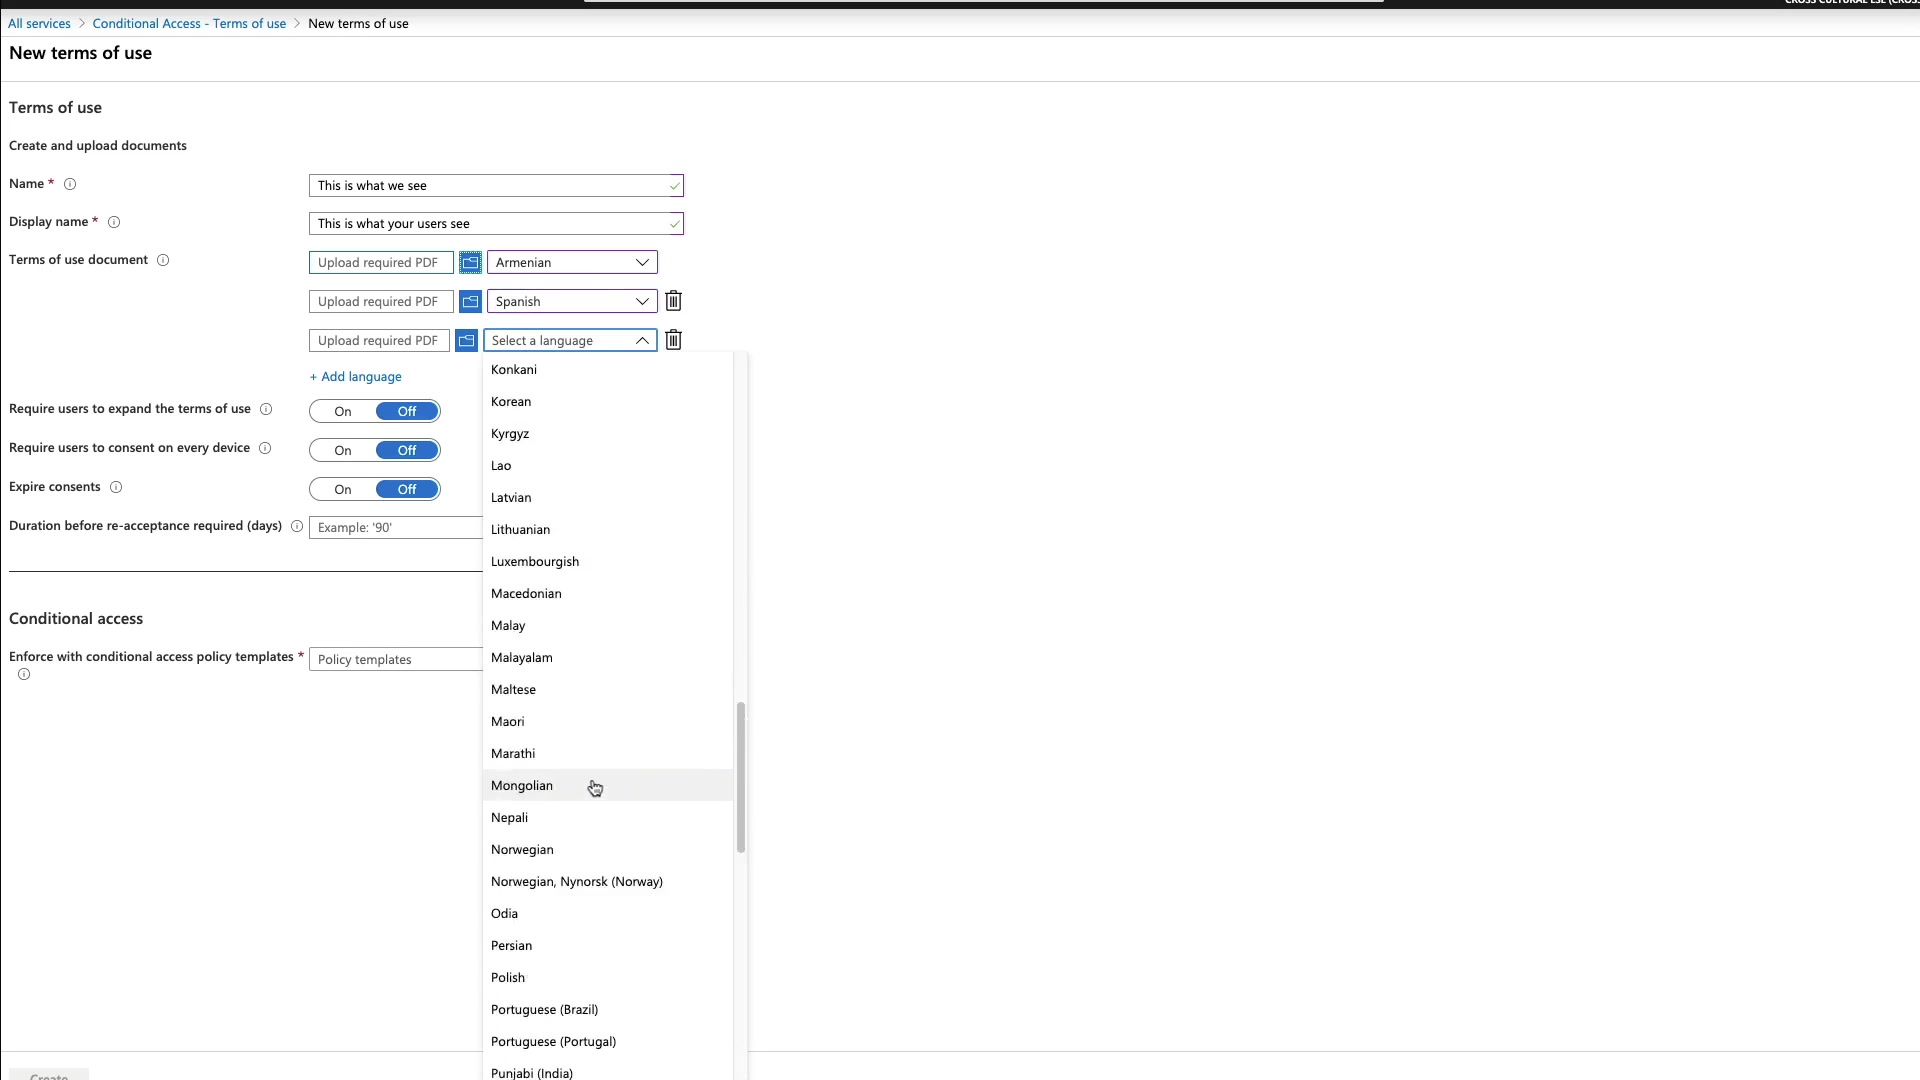 All services > Conditional Access - Terms of use > New terms of use
New terms of use
Terms of use
Create and upload documents
Name *
This is what we see
Display name *
This is what your users see
Terms of use document
Upload required PDF
Armenian
Upload required PDF
Spanish
Upload required PDF
Select a language
+ Add language
Require users to expand the terms of use
On Off
Require users to consent on every device
On Off
Expire consents
On Off
Duration before re-acceptance required (days)
Example: '90'
Conditional access
Enforce with conditional access policy templates *
Policy templates
Konkani
Korean
Kyrgyz
Lao
Latvian
Lithuanian
Luxembourgish
Macedonian
Malay
Malayalam
Maltese
Maori
Marathi
Mongolian
Nepali
Norwegian
Norwegian, Nynorsk (Norway)
Odia
Persian
Polish
Portuguese (Brazil)
Portuguese (Portugal)
Punjabi (India)
Create